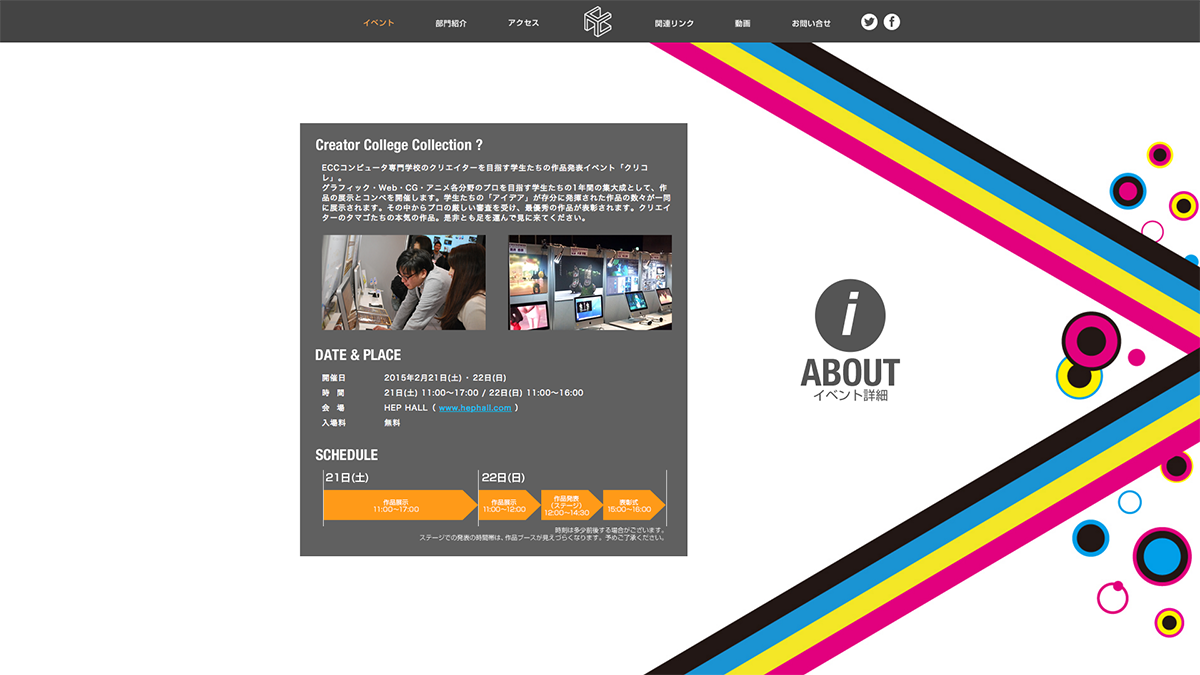 イベント
部門紹介
アクセス
関連リンク
動画
お問い合せ
Creator College Collection ?
ECCコンピュータ専門学校のクリエイターを目指す学生たちの作品発表イベント「クリコ
レ」。
グラフィック・Web・CG・アニメ各分野のプロを目指す学生たちの1年間の集大成として、作
品の展示とコンペを開催します。学生たちの「アイデア」が存分に発揮された作品の数々が一同
に展示されます。その中からプロの厳しい審査を受け、最優秀の作品が表彰されます。クリエイ
ターのタマゴたちの本気の作品。是非とも足を運んで見に来てください。
DATE & PLACE
開催日 2015年2月21日(土)・22日(日)
時　間 21日(土) 11:00〜17:00 / 22日(日) 11:00〜16:00
会　場 HEP HALL（ www.hephall.com ）
入場料 無料
SCHEDULE
21日(土)
作品展示
11:00〜17:00
22日(日)
作品展示
11:00〜12:00
作品発表
(ステージ)
12:00〜14:30
表彰式
15:00〜16:00
時刻は多少前後する場合がございます。
ステージでの発表の時間帯は、作品ブースが見えづらくなります。予めご了承ください。
i
ABOUT
イベント詳細